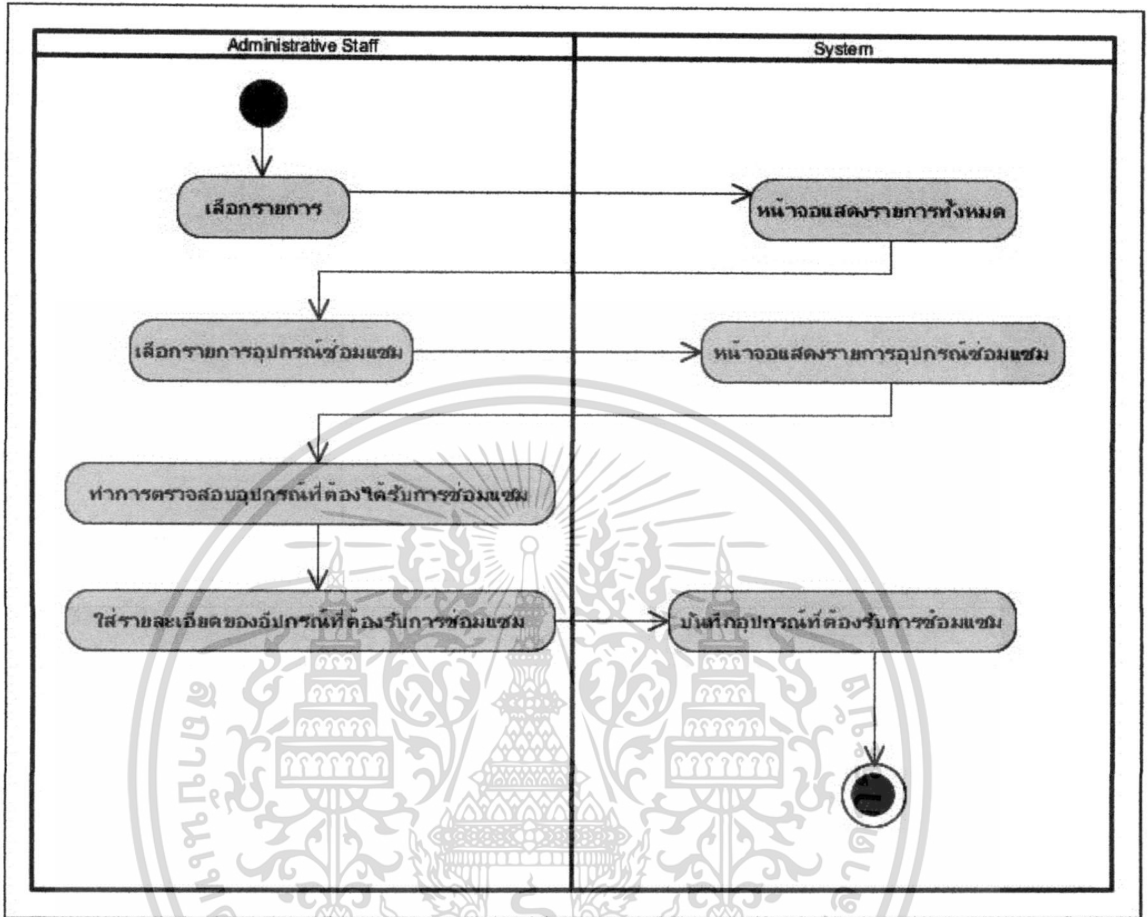 Administrative Staff
System
เลือกรายการ
หน้าจอแสดงรายการทั้งหมด
เลือกรายการอุปกรณ์ซ่อมแซม
หน้าจอแสดงรายการอุปกรณ์ซ่อมแซม
ทำการตรวจสอบอุปกรณ์ที่ต้องได้รับการซ่อมแซม
ใส่รายละเอียดของอีปกรณ์ที่ต้องรับการซ่อมแซม
บันทึกอุปกรณ์ที่ต้องรับการซ่อมแซม